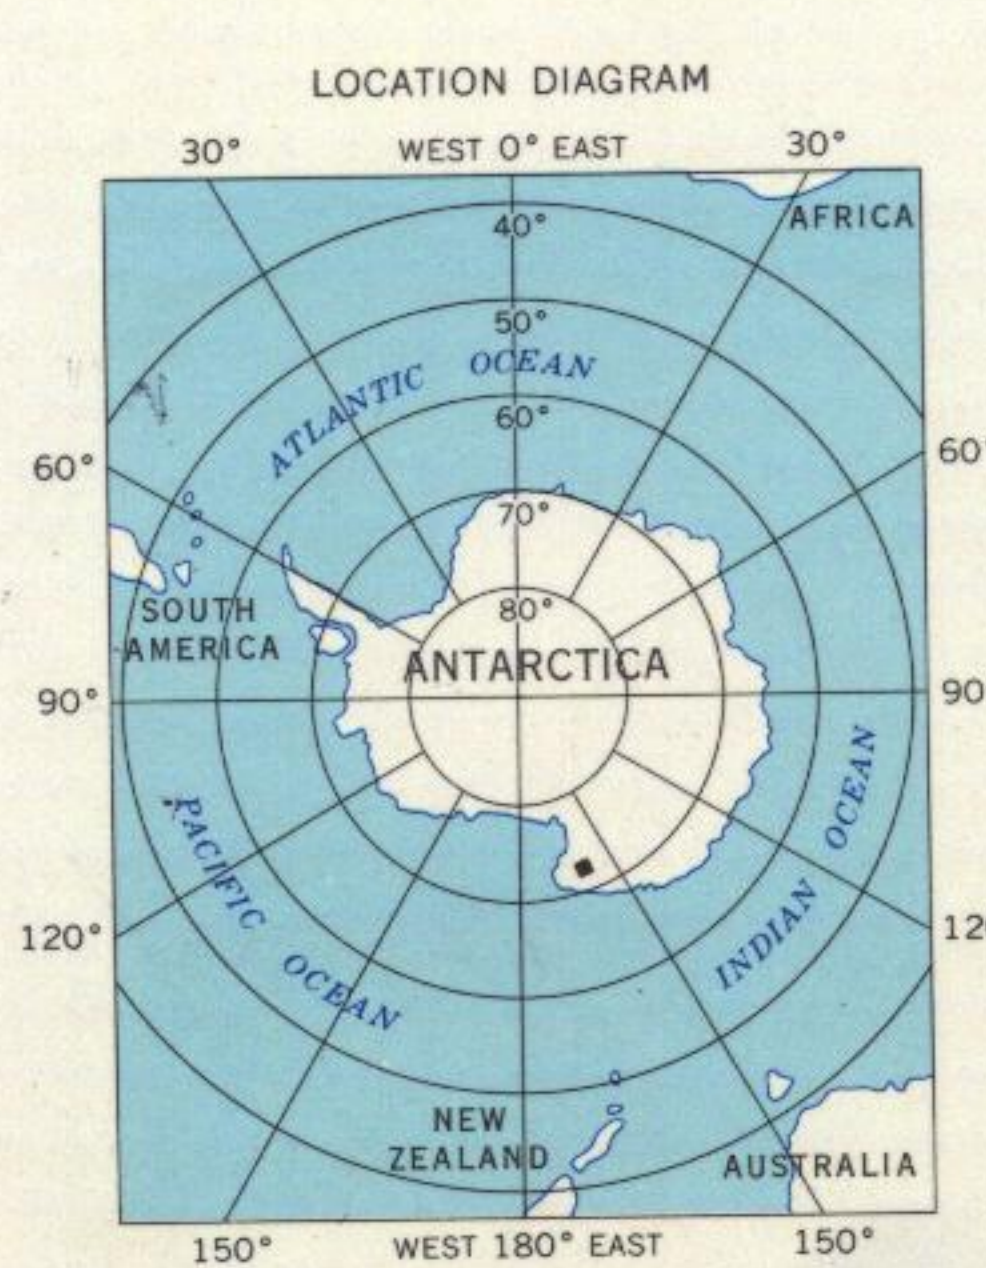 LOCATION DIAGRAM
30° WEST 0° EAST 30°
AFRICA
40°
50°
ATLANTIC OCEAN
60°
60° 60
70°
80°
SOUTH
AMERICA
ANTARCTICA
90° 90
PACIFIC OCEAN
INDIAN OCEAN
120° 12
NEW
ZEALAND
AUSTRALIA
150° WEST 180° EAST 150°